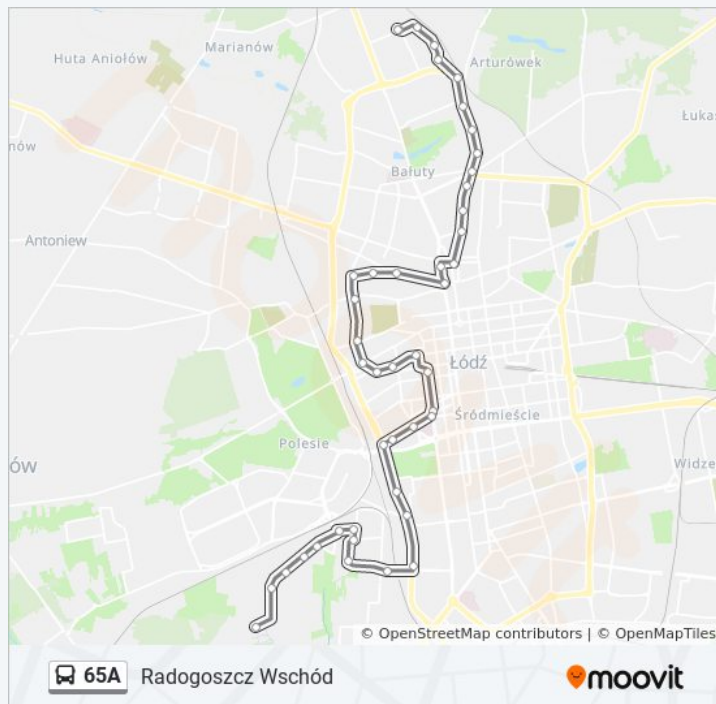 Marianów
Huta Aniołów
Arturówek
Łuka
nów
Bałuty
Antoniew
Łódź
Śródmieście
Polesie
ów
Widze
© OpenStreetMap contributors | © OpenMapTiles
65A Radogoszcz Wschód moovit